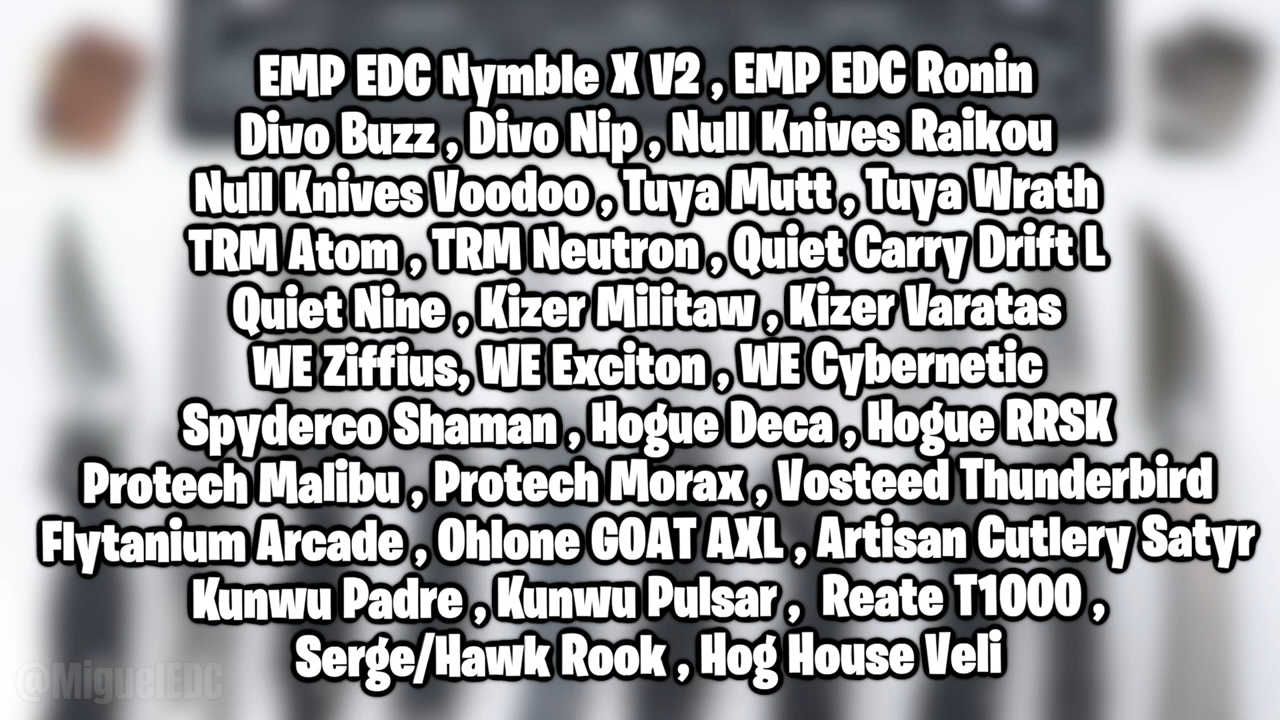 EMP EDC Nymble X V2 , EMP EDC Ronin
Divo Buzz , Divo Nip , Null Knives Raikou
Null Knives Voodoo , Tuya Mutt , Tuya Wrath
TRM Atom , TRM Neutron , Quiet Carry Drift L
Quiet Nine , Kizer Militaw , Kizer Varatas
WE Ziffius, WE Exciton , WE Cybernetic
Spyderco Shaman , Hogue Deca , Hogue RRSK
Protech Malibu , Protech Morax , Vosteed Thunderbird
Flytanium Arcade , Ohlone GOAT AXL , Artisan Cutlery Satyr
Kunwu Padre , Kunwu Pulsar , Reate T1000 ,
Serge/Hawk Rook , Hog House Veli
@MiguelEDC